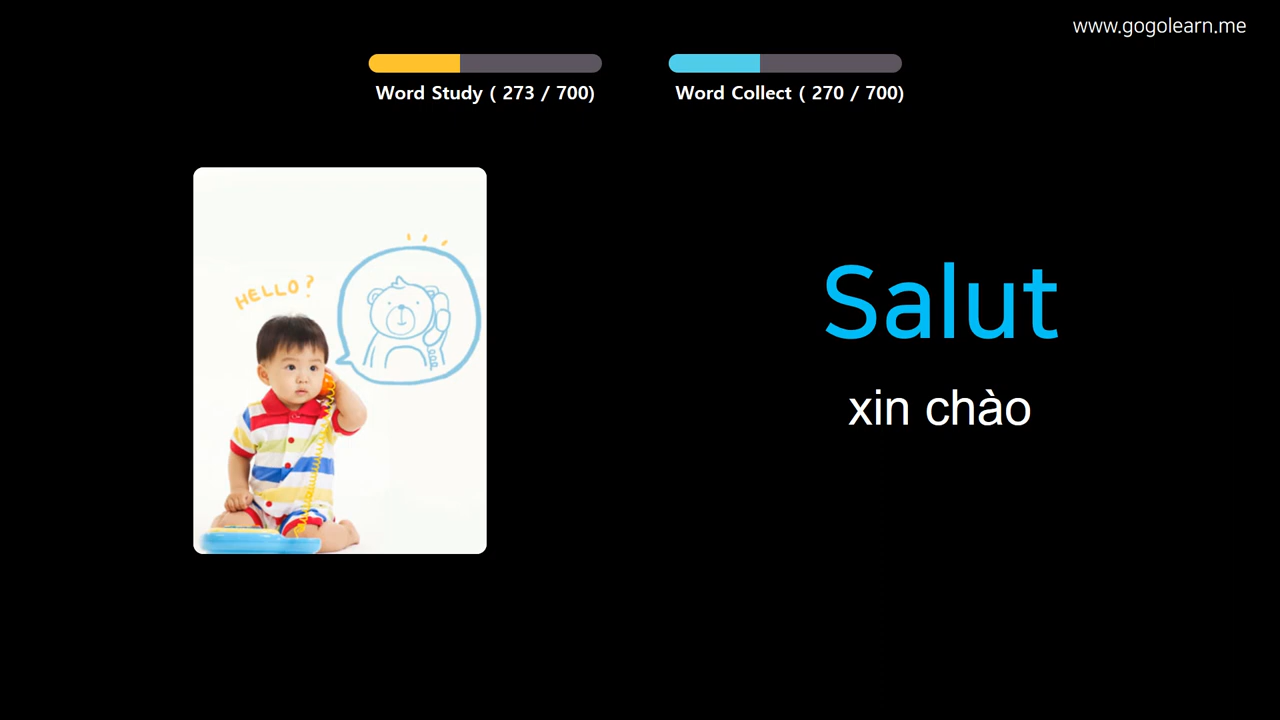 www.gogolearn.me
Word Study ( 273 / 700)
Word Collect ( 270 / 700)
HELLO?
Salut
xin chào